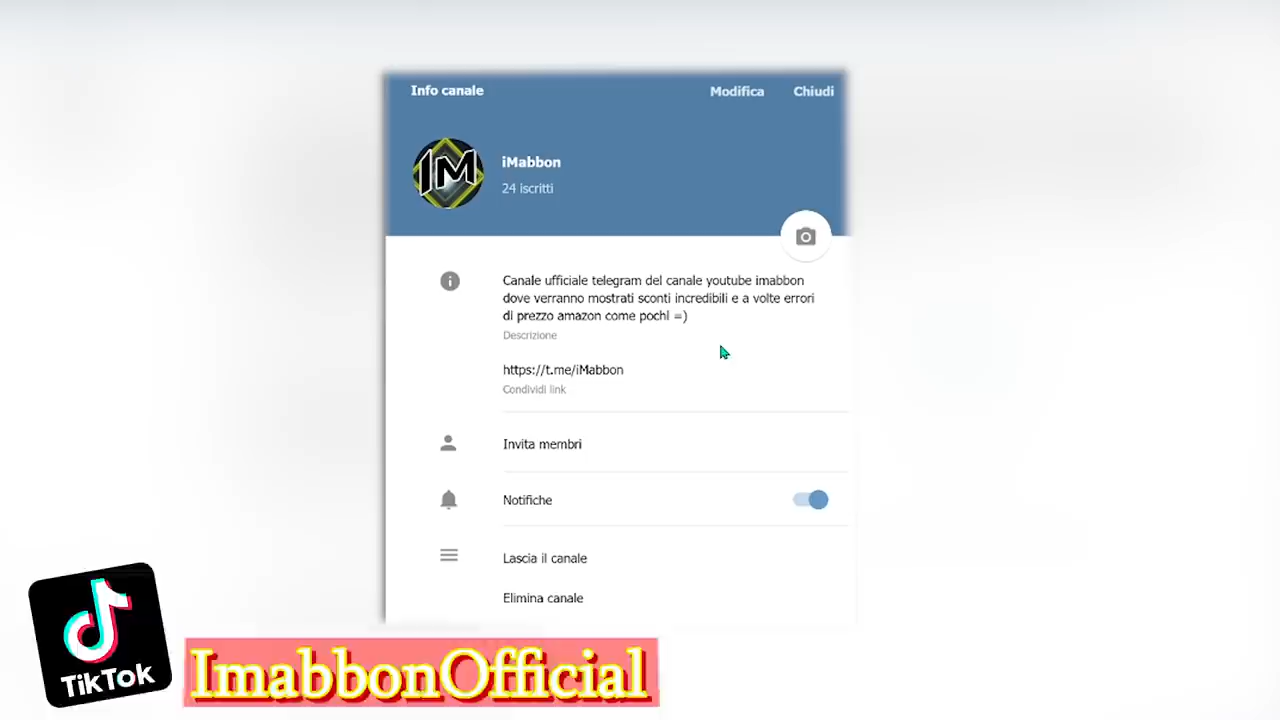 Info canale
Modifica
Chiudi
IM
iMabbon
24 iscritti
Canale ufficiale telegram del canale youtube imabbon
dove verranno mostrati sconti incredibili e a volte errori
di prezzo amazon come pochI =)
Descrizione
https://t.me/iMabbon
Condividi link
Invita membri
Notifiche
Lascia il canale
Elimina canale
TikTok
ImabbonOfficial